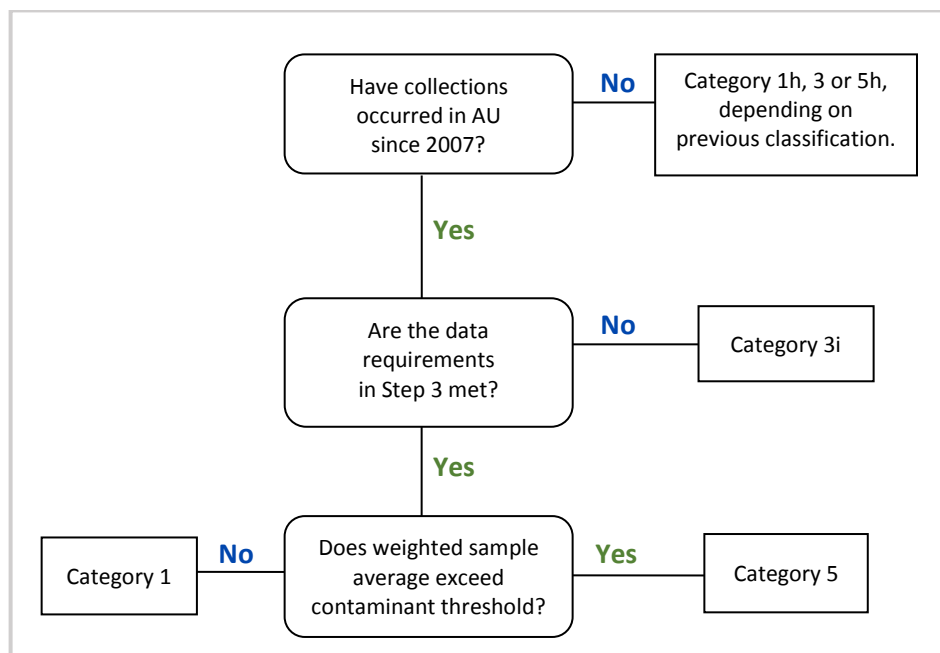 Have collections
occurred in AU
since 2007?
No
Category 1h, 3 or 5h,
depending on
previous classification.
Yes
Are the data
requirements
in Step 3 met?
No
Category 3i
Yes
Category 1
No
Does weighted sample
average exceed
contaminant threshold?
Yes
Category 5